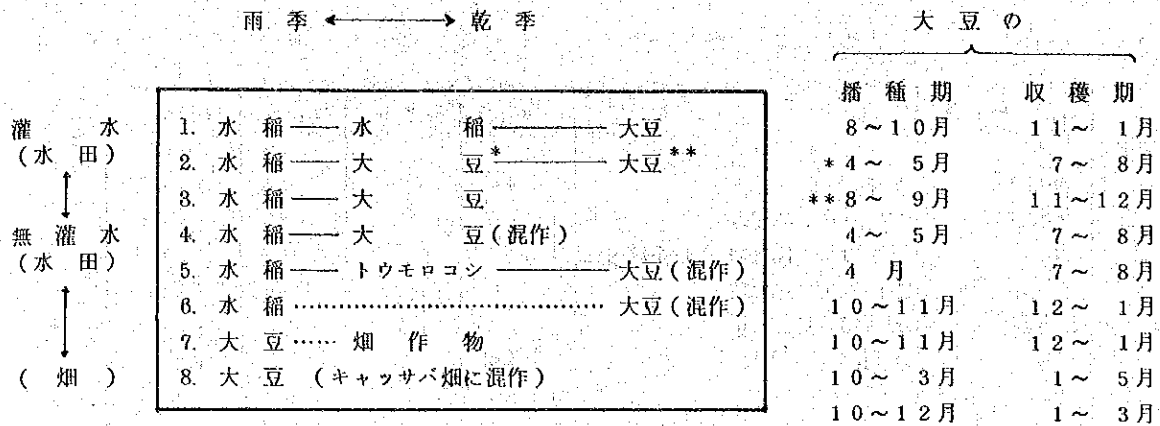 雨季 ←→ 乾季 大豆の
播種期 収穫期
灌水 1. 水稲――水稲――大豆 8~10月 11~1月
(水田) 2. 水稲――大豆*――大豆** *4~5月 7~8月
3. 水稲――大豆 **8~9月 11~12月
無灌水 4. 水稲――大豆(混作) 4~5月 7~8月
(水田) 5. 水稲――トウモロコシ――大豆(混作) 4月 7~8月
6. 水稲……………大豆(混作) 10~11月 12~1月
7. 大豆……畑作物 10~11月 12~1月
(畑) 8. 大豆(キャッサバ畑に混作) 10~3月 1~5月
10~12月 1~3月